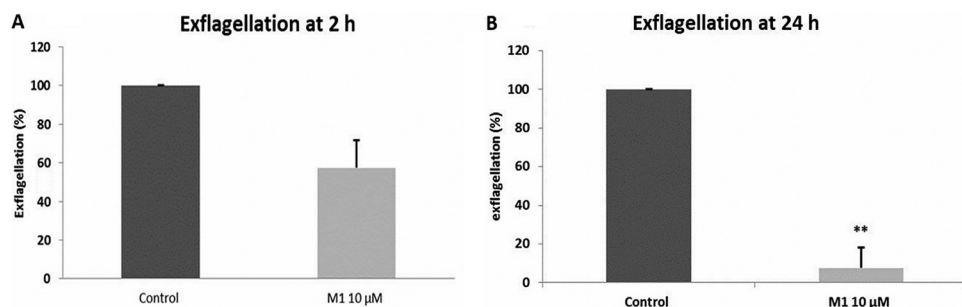 A
Exflagellation at 2 h
Exflagellation (%)
120
100
80
60
40
20
0
Control
M1 10 µM
B
Exflagellation at 24 h
exflagellation (%)
120
100
80
60
40
20
0
**
Control
M1 10 µM